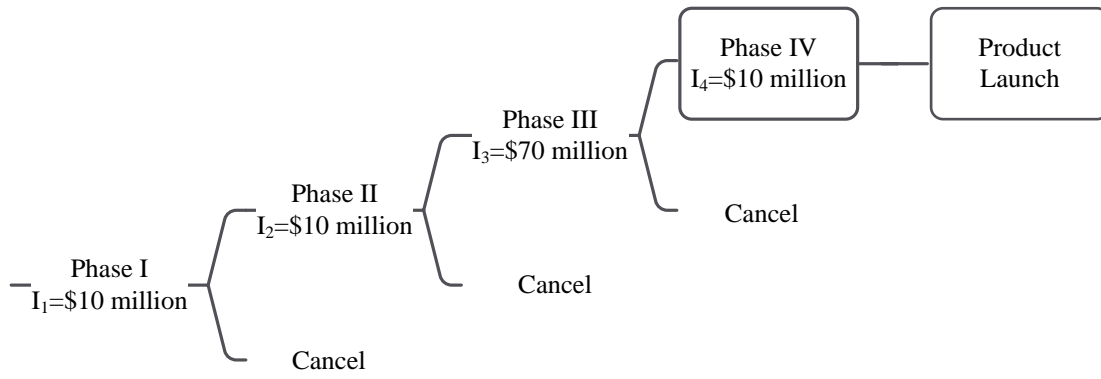 Phase IV
I₄=$10 million
Product
Launch
Phase III
I₃=$70 million
Cancel
Phase II
I₂=$10 million
Cancel
Phase I
I₁=$10 million
Cancel